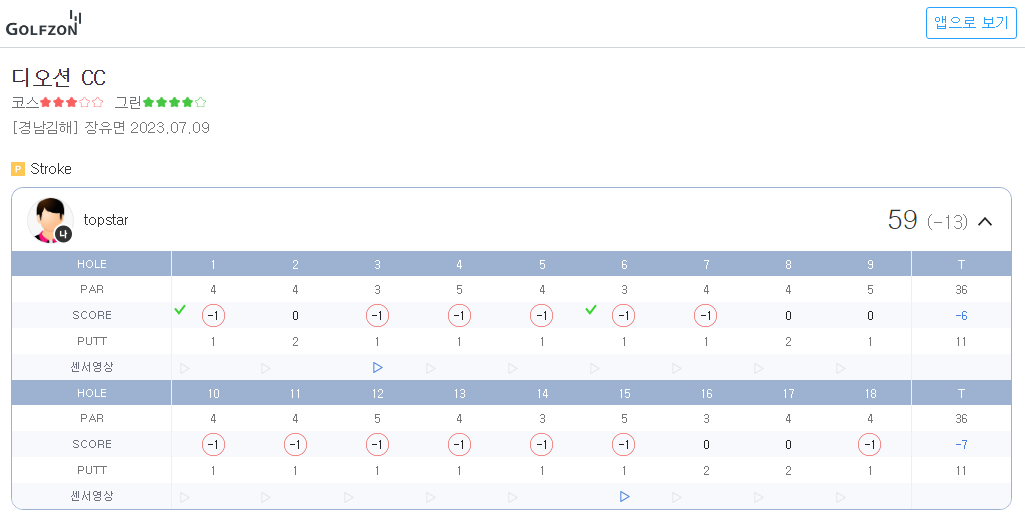 GOLFZON
앱으로 보기
디오션 CC
코스 그린
[경남김해] 장유면 2023.07.09
P Stroke
나 topstar 59 (-13)
HOLE 1 2 3 4 5 6 7 8 9 T
PAR 4 4 3 5 4 3 4 4 5 36
SCORE -1 0 -1 -1 -1 -1 -1 0 0 -6
PUTT 1 2 1 1 1 1 1 2 1 11
센서영상
HOLE 10 11 12 13 14 15 16 17 18 T
PAR 4 4 5 4 3 5 3 4 4 36
SCORE -1 -1 -1 -1 -1 -1 0 0 -1 -7
PUTT 1 1 1 1 1 1 2 2 1 11
센서영상